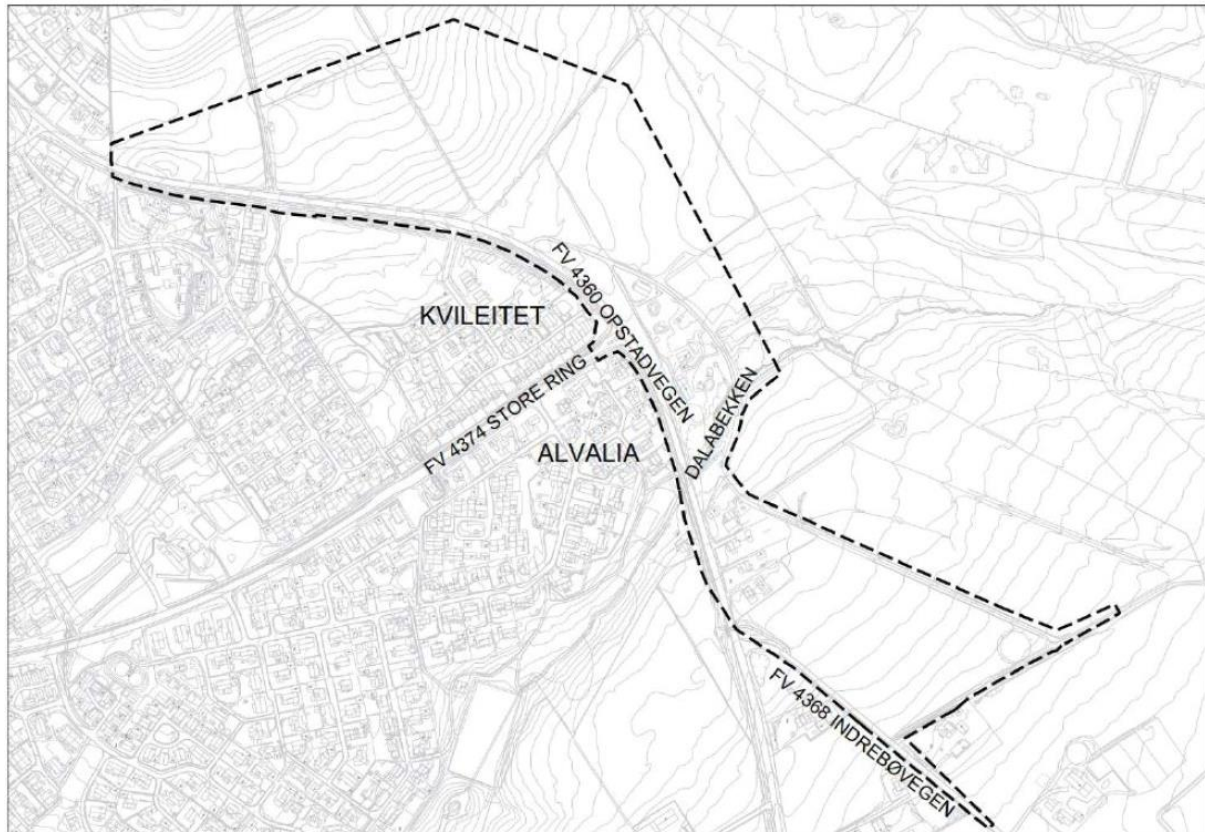 FV 4360 OPSTADVEGEN
KVILEITET
FV 4374 STORE RING
DALABEKKEN
ALVALIA
FV 4368 INDREBØVEGEN